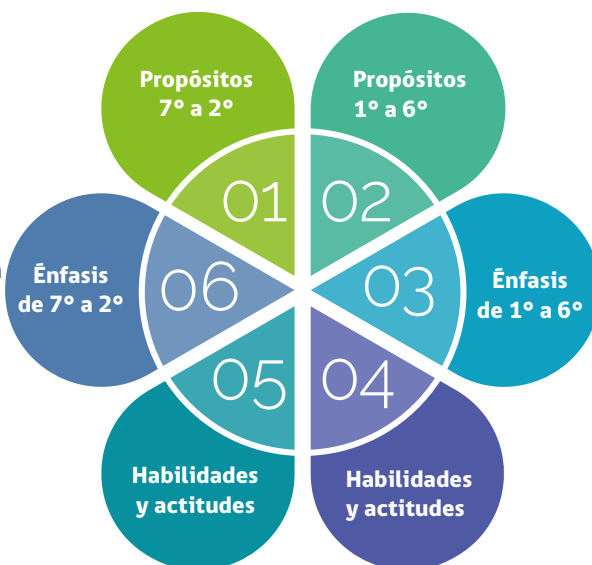 Propósitos
7° a 2°
Propósitos
1° a 6°
01
02
Énfasis
de 7° a 2°
06
03
Énfasis
de 1° a 6°
05
04
Habilidades
y actitudes
Habilidades
y actitudes